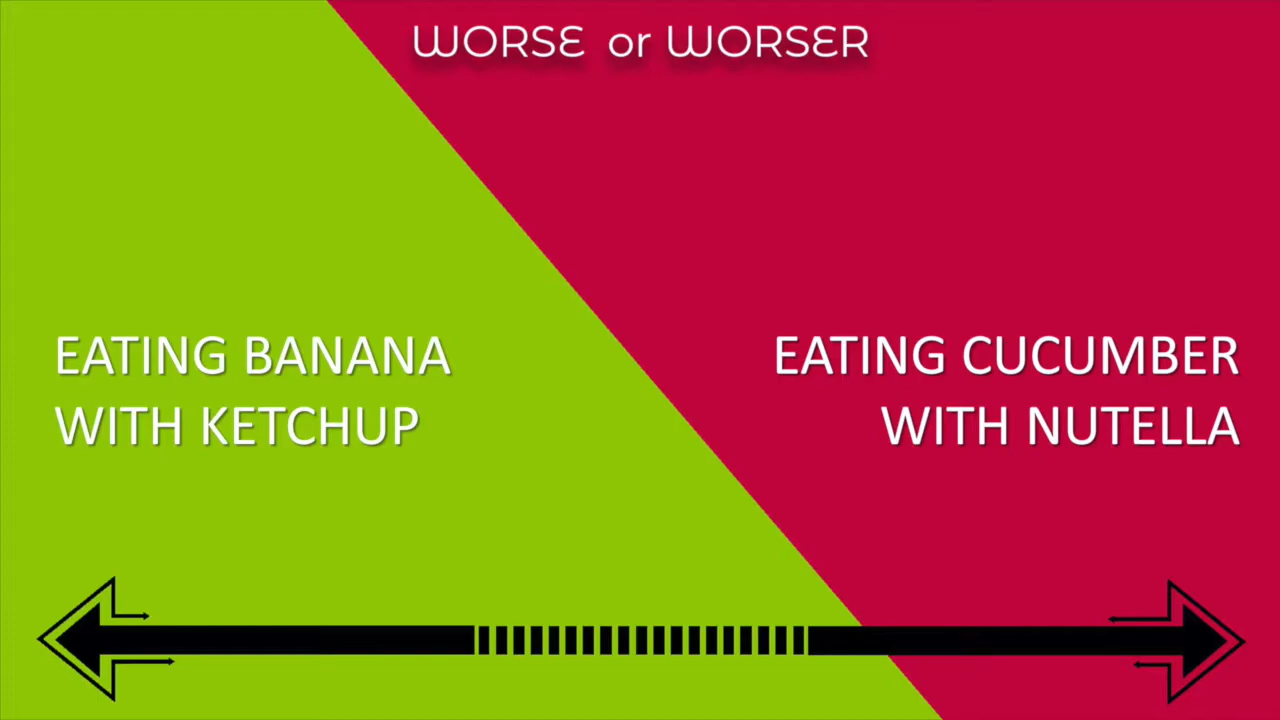 WORSE or WORSER
EATING BANANA
WITH KETCHUP
EATING CUCUMBER
WITH NUTELLA